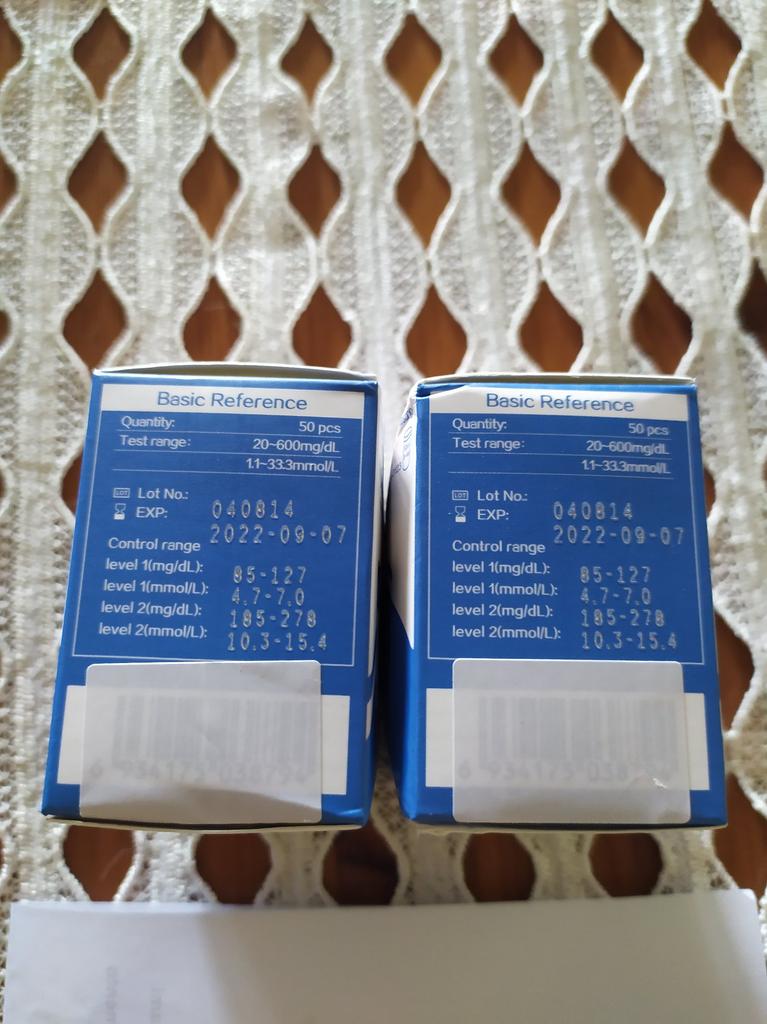 Basic Reference
Quantity: 50 pcs
Test range: 20~600mg/dL
1.1~33.3mmol/L
LOT Lot No.: 040814
EXP: 2022-09-07
Control range
level 1(mg/dL): 85-127
level 1(mmol/L): 4.7-7.0
level 2(mg/dL): 185-278
level 2(mmol/L): 10.3-15.4
6 934175 038794
Basic Reference
Quantity: 50 pcs
Test range: 20~600mg/dL
1.1~33.3mmol/L
LOT Lot No.: 040814
EXP: 2022-09-07
Control range
level 1(mg/dL): 85-127
level 1(mmol/L): 4.7-7.0
level 2(mg/dL): 185-278
level 2(mmol/L): 10.3-15.4
6 934175